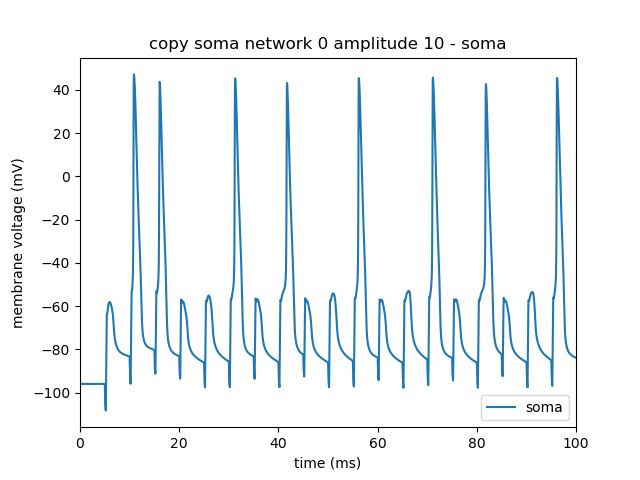 copy soma network 0 amplitude 10 - soma
membrane voltage (mV)
40
20
0
−20
−40
−60
−80
−100
0 20 40 60 80 100
time (ms)
soma